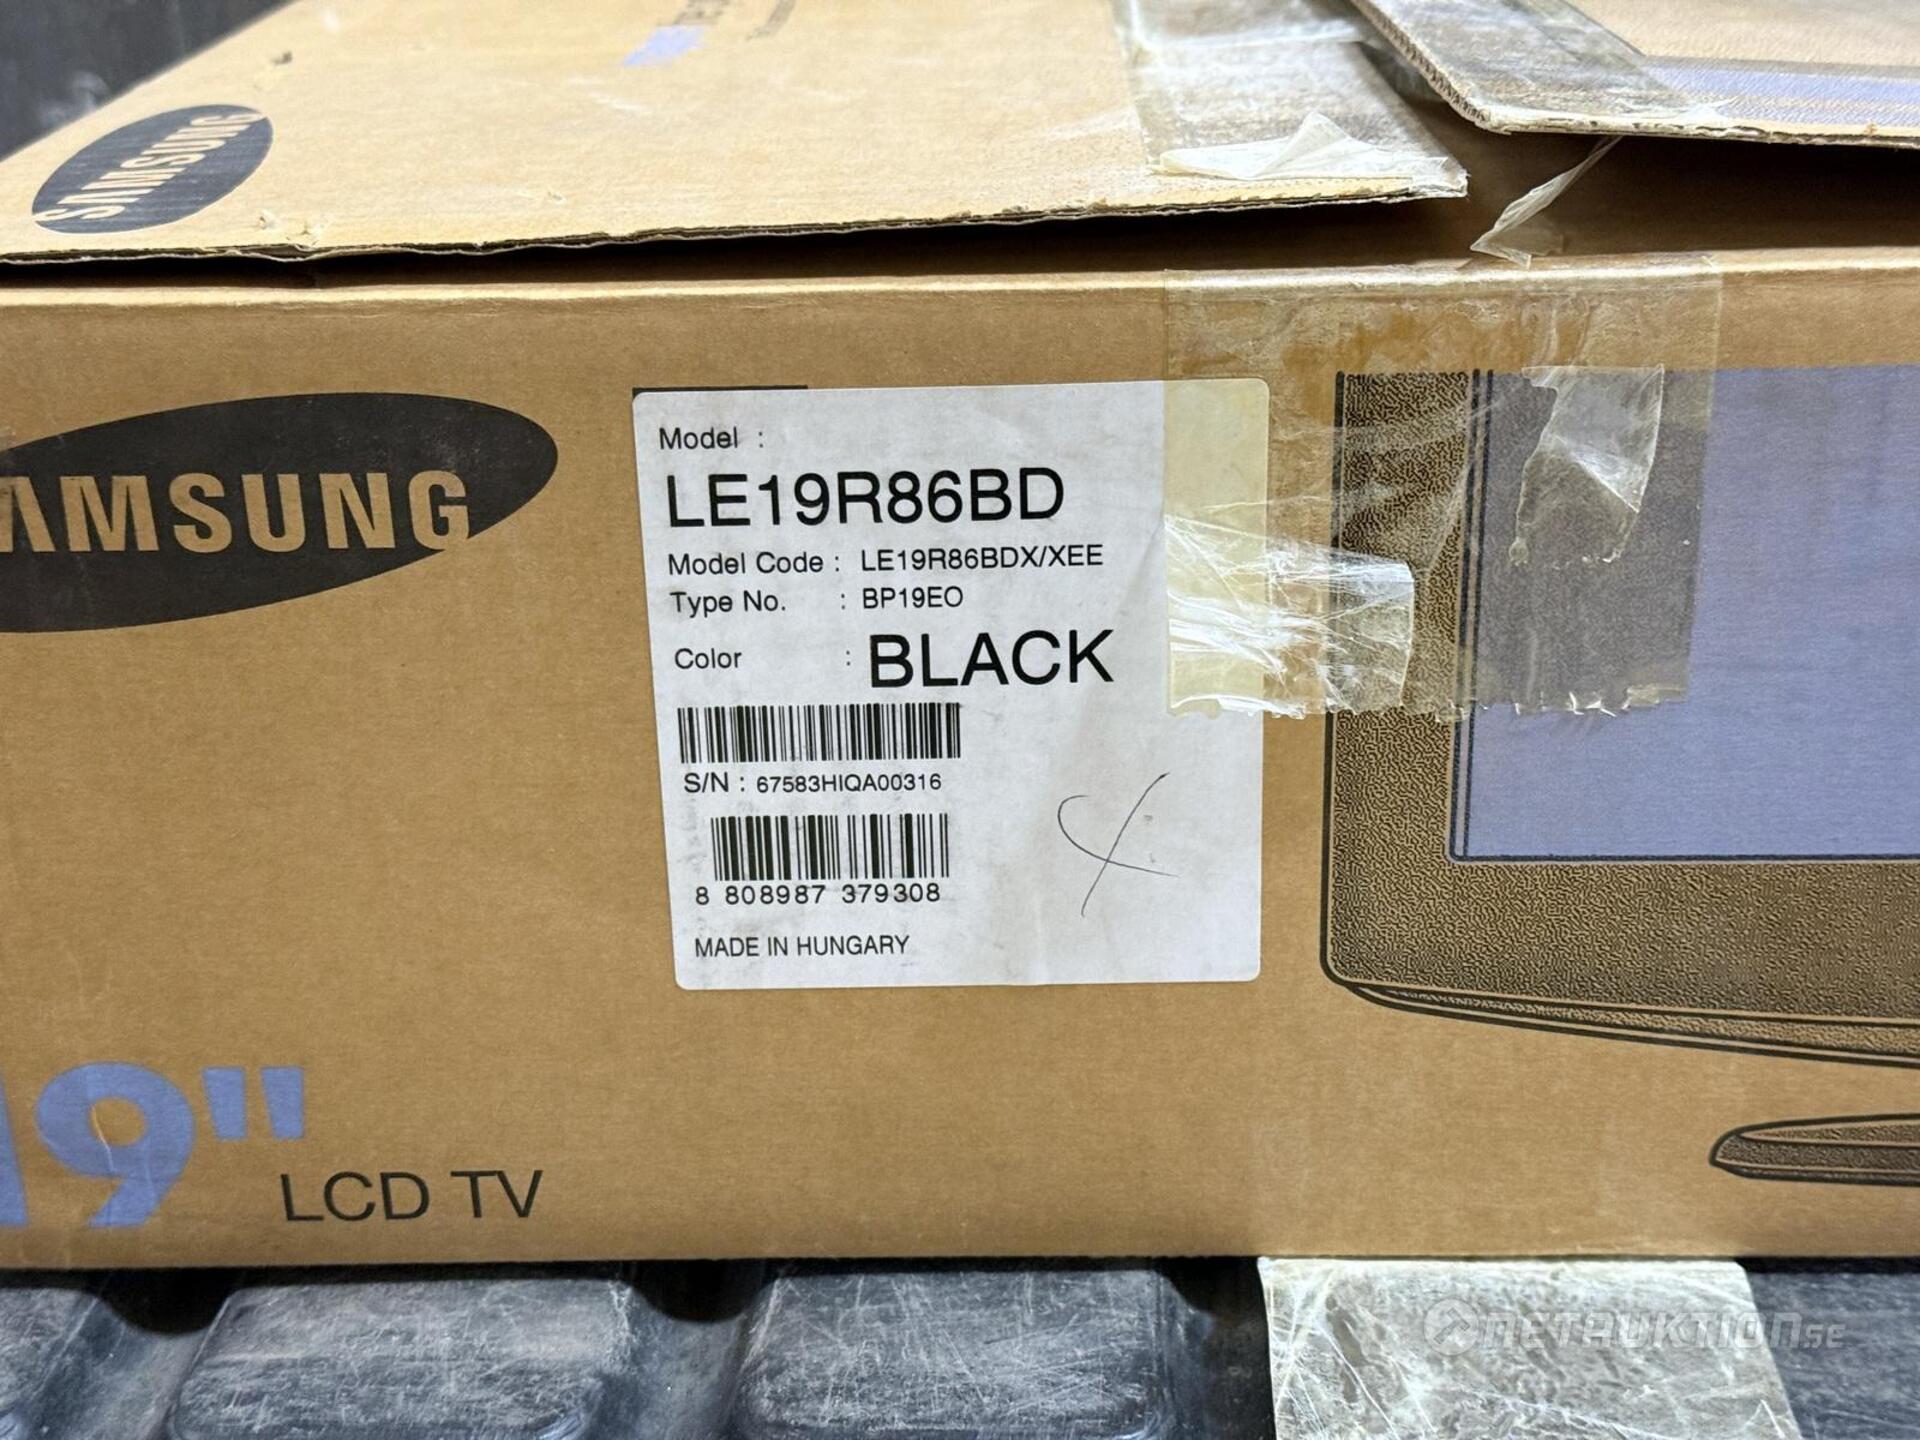 SAMSUNG
AMSUNG
Model :
LE19R86BD
Model Code : LE19R86BDX/XEE
Type No. : BP19EO
Color : BLACK
S/N : 67583HIQA00316
8 808987 379308
MADE IN HUNGARY
19"
LCD TV
NETAUKTION.SE